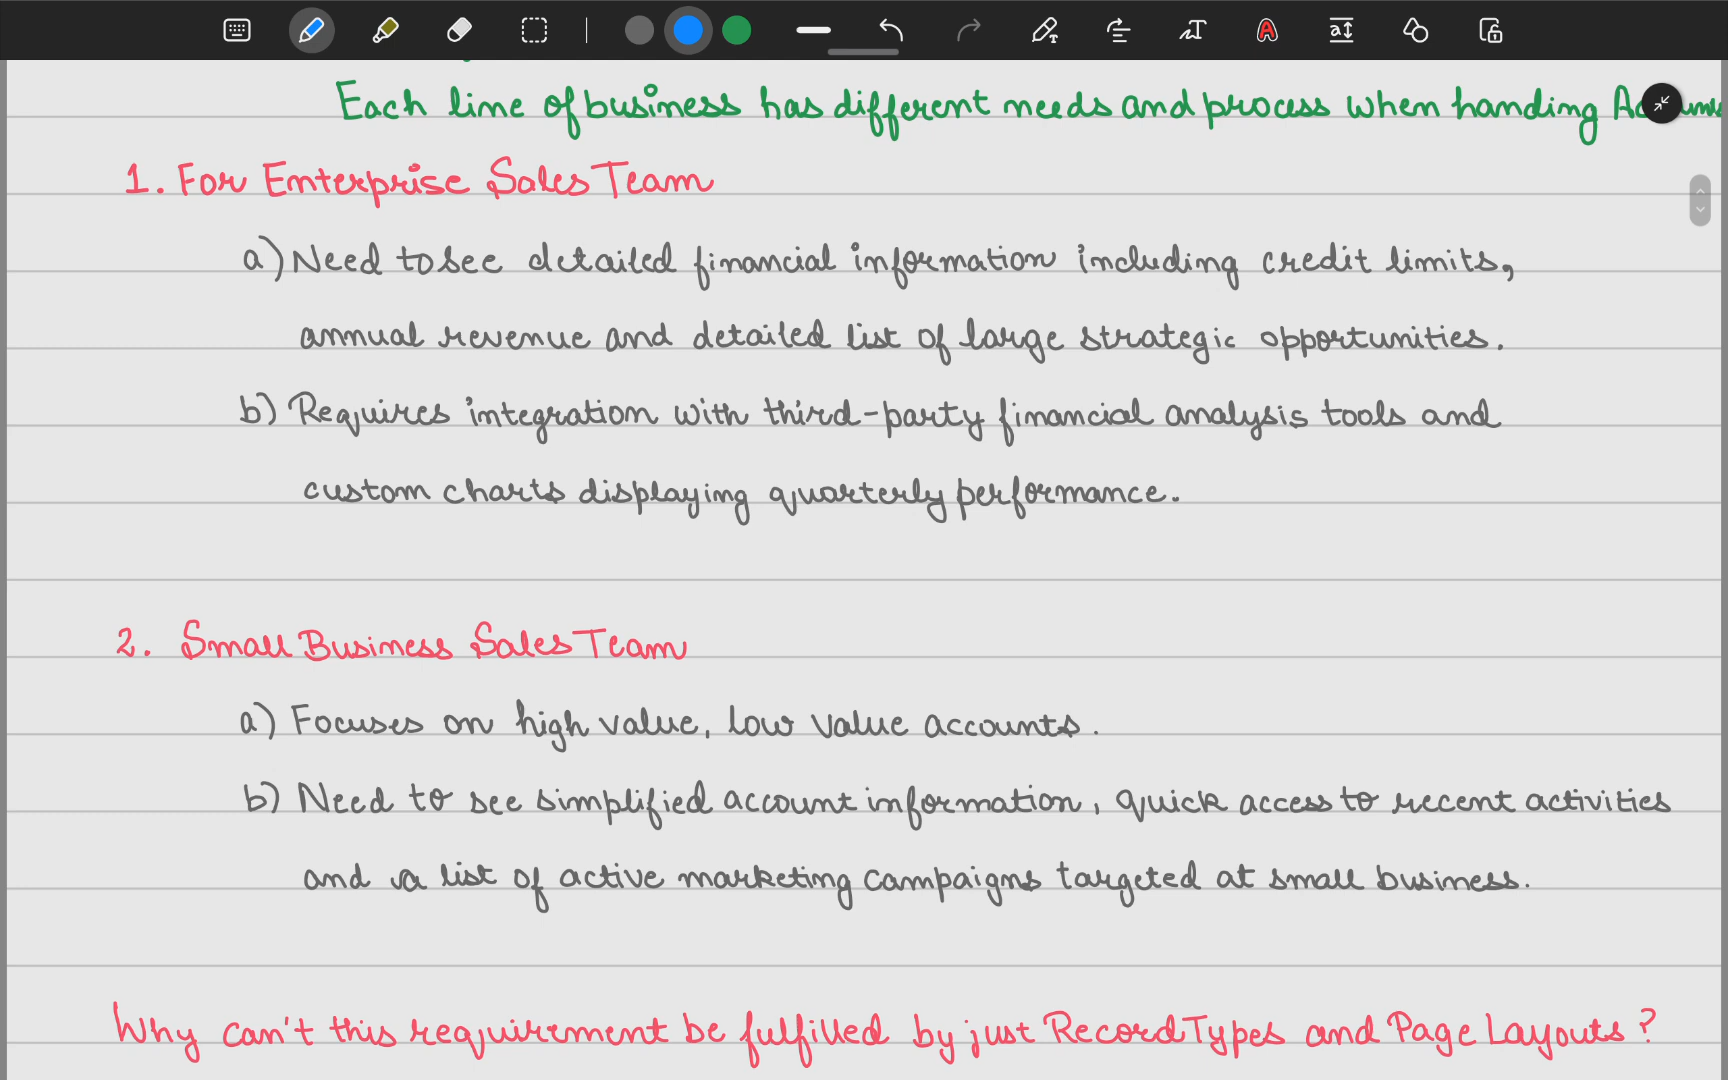 Each line of business has different needs and process when handing
1. For Enterprise Sales Team
a) Need to see detailed financial information including credit limits,
annual revenue and detailed list of large strategic opportunities.
b) Requires integration with third-party financial analysis tools and
custom charts displaying quarterly performance.
2. Small Business Sales Team
a) Focuses on high value, low value accounts.
b) Need to see simplified account information, quick access to recent activities
and a list of active marketing campaigns targeted at small business.
Why can't this requirement be fulfilled by just Record Types and Page Layouts?